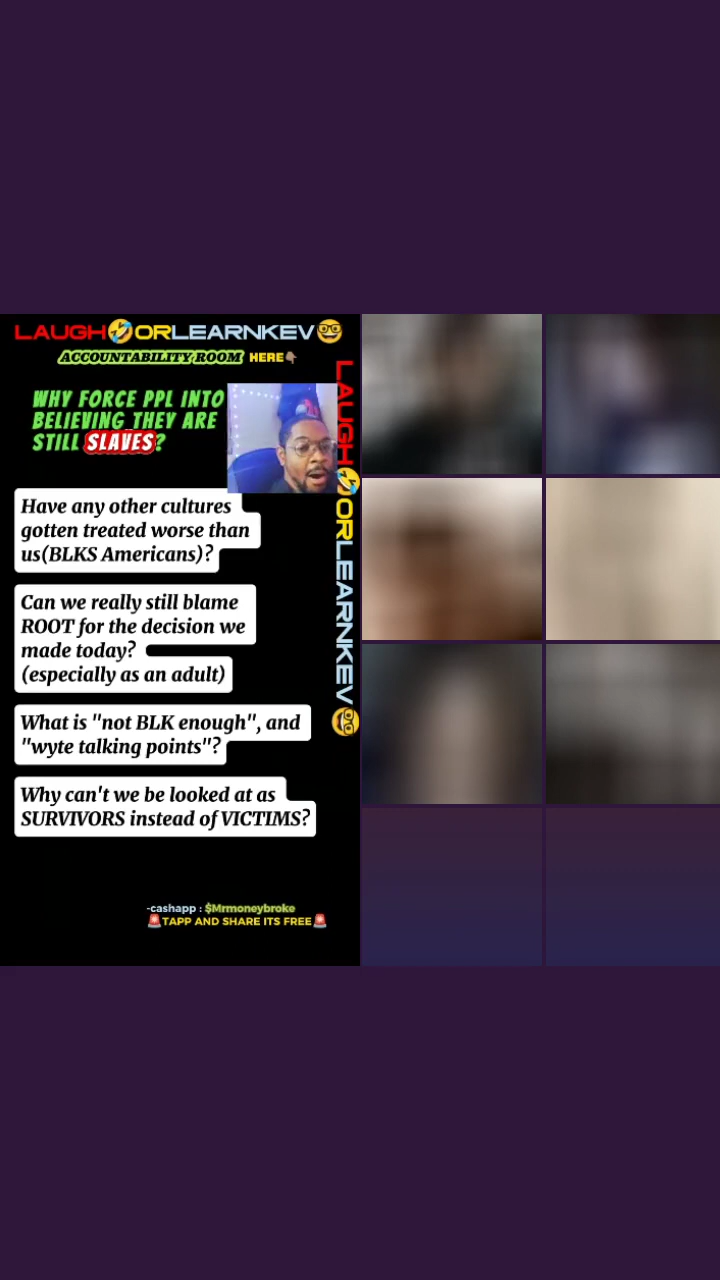 LAUGH🤣ORLEARNKEV🤓
ACCOUNTABILITY ROOM HERE👇🏽
WHY FORCE PPL INTO
BELIEVING THEY ARE
STILL SLAVES?
LAUGH🤣ORLEARNKEV🤓
Have any other cultures
gotten treated worse than
us(BLKS Americans)?
Can we really still blame
ROOT for the decision we
made today?
(especially as an adult)
What is "not BLK enough", and
"wyte talking points"?
Why can't we be looked at as
SURVIVORS instead of VICTIMS?
-cashapp : $Mrmoneybroke
🚨TAPP AND SHARE ITS FREE🚨